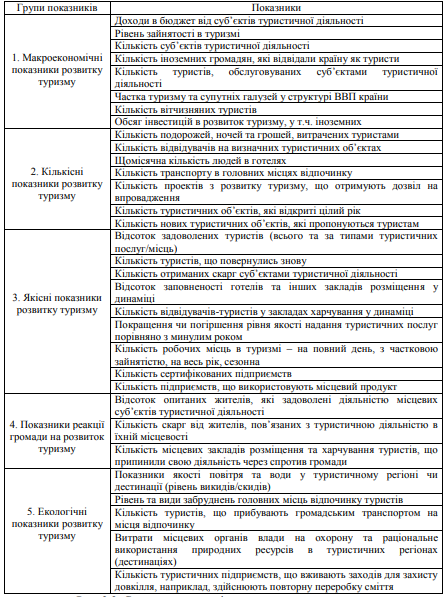 Групи показників
Показники
1. Макроекономічні
показники розвитку
туризму
Доходи в бюджет від суб’єктів туристичної діяльності
Рівень зайнятості в туризмі
Кількість суб’єктів туристичної діяльності
Кількість іноземних громадян, які відвідали країну як туристи
Кількість туристів, обслуговуваних суб’єктами туристичної
діяльності
Частка туризму та супутніх галузей у структурі ВВП країни
Кількість вітчизняних туристів
Обсяг інвестицій в розвиток туризму, у т.ч. іноземних
2. Кількісні
показники розвитку
туризму
Кількість подорожей, ночей та грошей, витрачених туристами
Кількість відвідувачів на визначних туристичних об’єктах
Щомісячна кількість людей в готелях
Кількість транспорту в головних місцях відпочинку
Кількість проектів з розвитку туризму, що отримують дозвіл на
впровадження
Кількість туристичних об’єктів, які відкриті цілий рік
Кількість нових туристичних об’єктів, які пропонуються туристам
3. Якісні показники
розвитку туризму
Відсоток задоволених туристів (всього та за типами туристичних
послуг/місць)
Кількість туристів, що повернулись знову
Кількість отриманих скарг суб’єктами туристичної діяльності
Відсоток заповненості готелів та інших закладів розміщення у
динаміці
Кількість відвідувачів-туристів у закладах харчування у динаміці
Покращення чи погіршення рівня якості надання туристичних послуг
порівняно з минулим роком
Кількість робочих місць в туризмі – на повний день, з частковою
зайнятістю, на весь рік, сезонна
Кількість сертифікованих підприємств
Кількість підприємств, що використовують місцевий продукт
4. Показники реакції
громади на розвиток
туризму
Відсоток опитаних жителів, які задоволені діяльністю місцевих
суб’єктів туристичної діяльності
Кількість скарг від жителів, пов’язаних з туристичною діяльністю в
їхній місцевості
Кількість місцевих закладів розміщення та харчування туристів, що
припинили свою діяльність через спротив громади
5. Екологічні
показники розвитку
туризму
Показники якості повітря та води у туристичному регіоні чи
дестинації (рівень викидів/скидів)
Рівень та види забруднень головних місць відпочинку туристів
Кількість туристів, що прибувають громадським транспортом на
місця відпочинку
Витрати місцевих органів влади на охорону та раціональне
використання природних ресурсів в туристичних регіонах
(дестинаціях)
Кількість туристичних підприємств, що вживають заходів для захисту
довкілля, наприклад, здійснюють повторну переробку сміття